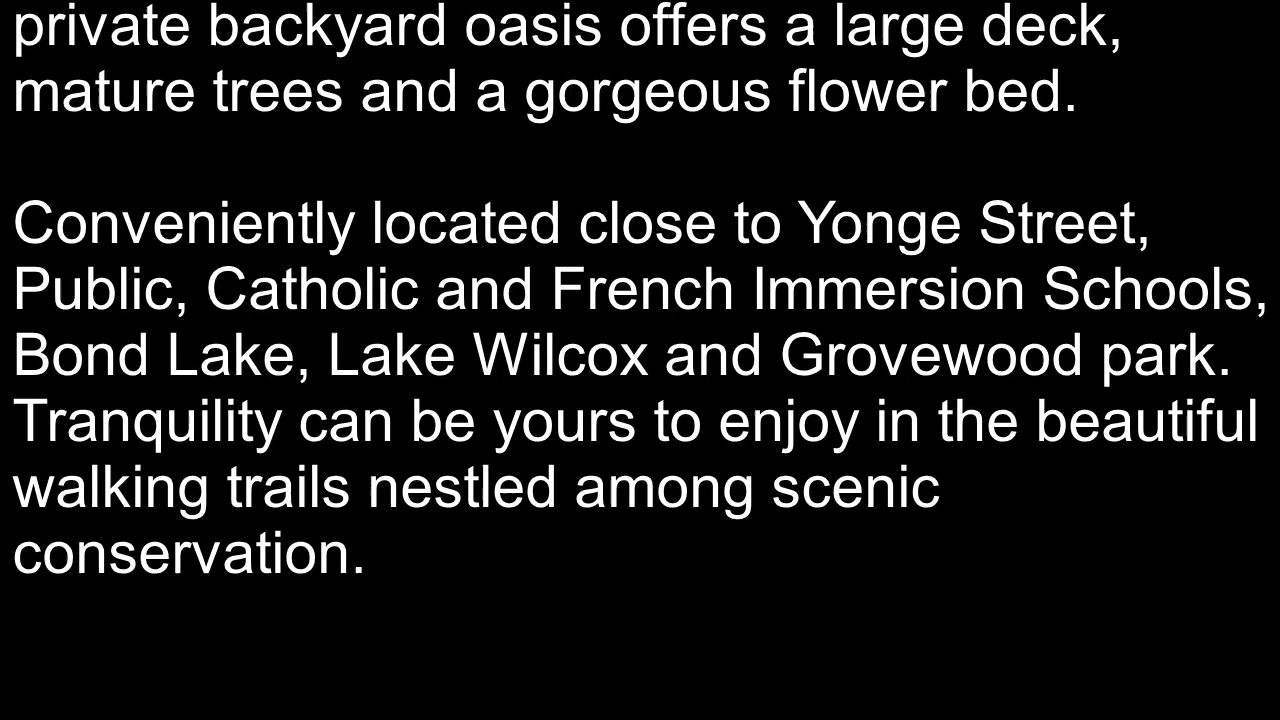 private backyard oasis offers a large deck,
mature trees and a gorgeous flower bed.
Conveniently located close to Yonge Street,
Public, Catholic and French Immersion Schools,
Bond Lake, Lake Wilcox and Grovewood park.
Tranquility can be yours to enjoy in the beautiful
walking trails nestled among scenic
conservation.